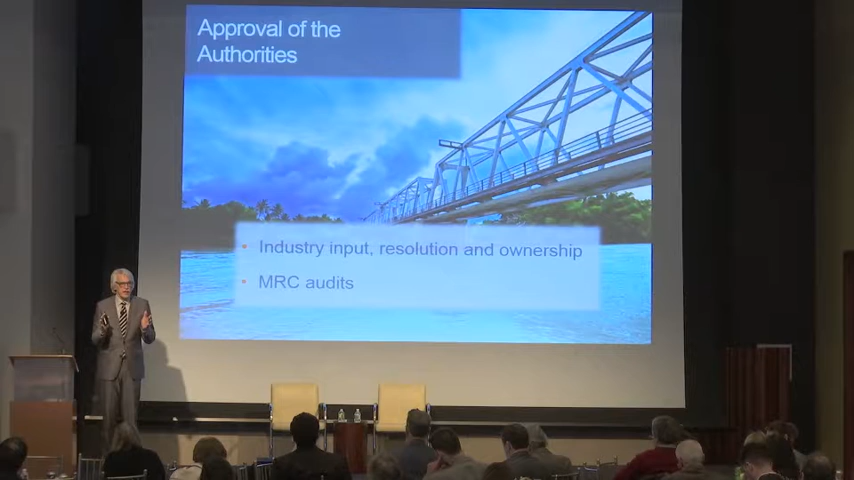 Approval of the
Authorities
Industry input, resolution and ownership
MRC audits